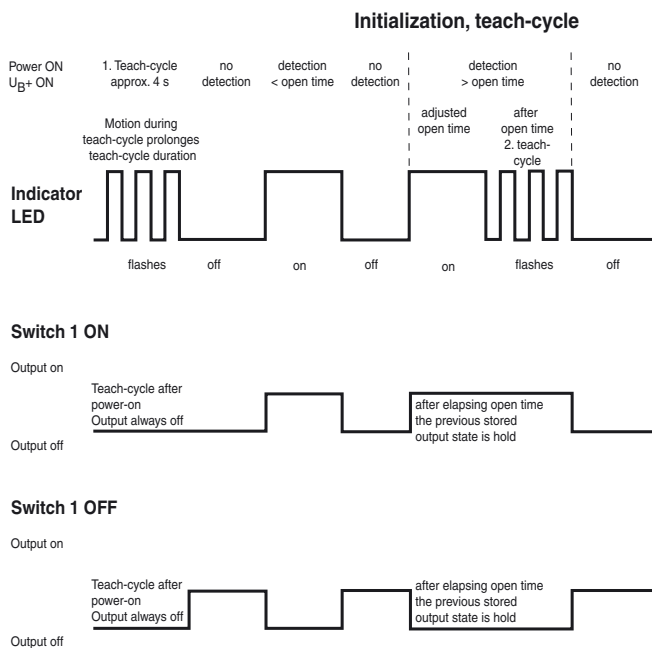 Initialization, teach-cycle
Power ON
UB+ ON
1. Teach-cycle
approx. 4 s
no
detection
detection
< open time
no
detection
detection
> open time
no
detection
Motion during
teach-cycle prolonges
teach-cycle duration
adjusted
open time
after
open time
2. teach-
cycle
Indicator
LED
flashes
off
on
off
on
flashes
off
Switch 1 ON
Output on
Teach-cycle after
power-on
Output always off
after elapsing open time
the previous stored
output state is hold
Output off
Switch 1 OFF
Output on
Teach-cycle after
power-on
Output always off
after elapsing open time
the previous stored
output state is hold
Output off